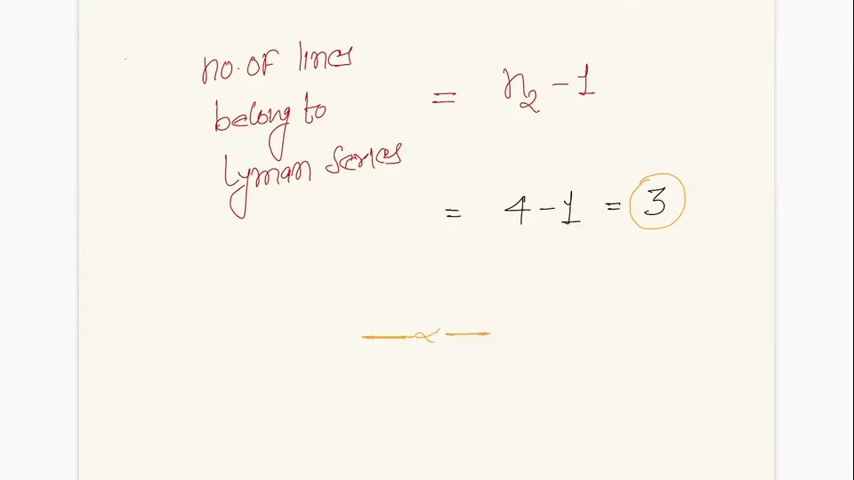 no. of lines
belong to = n₂ - 1
Lyman series
= 4 - 1 = 3